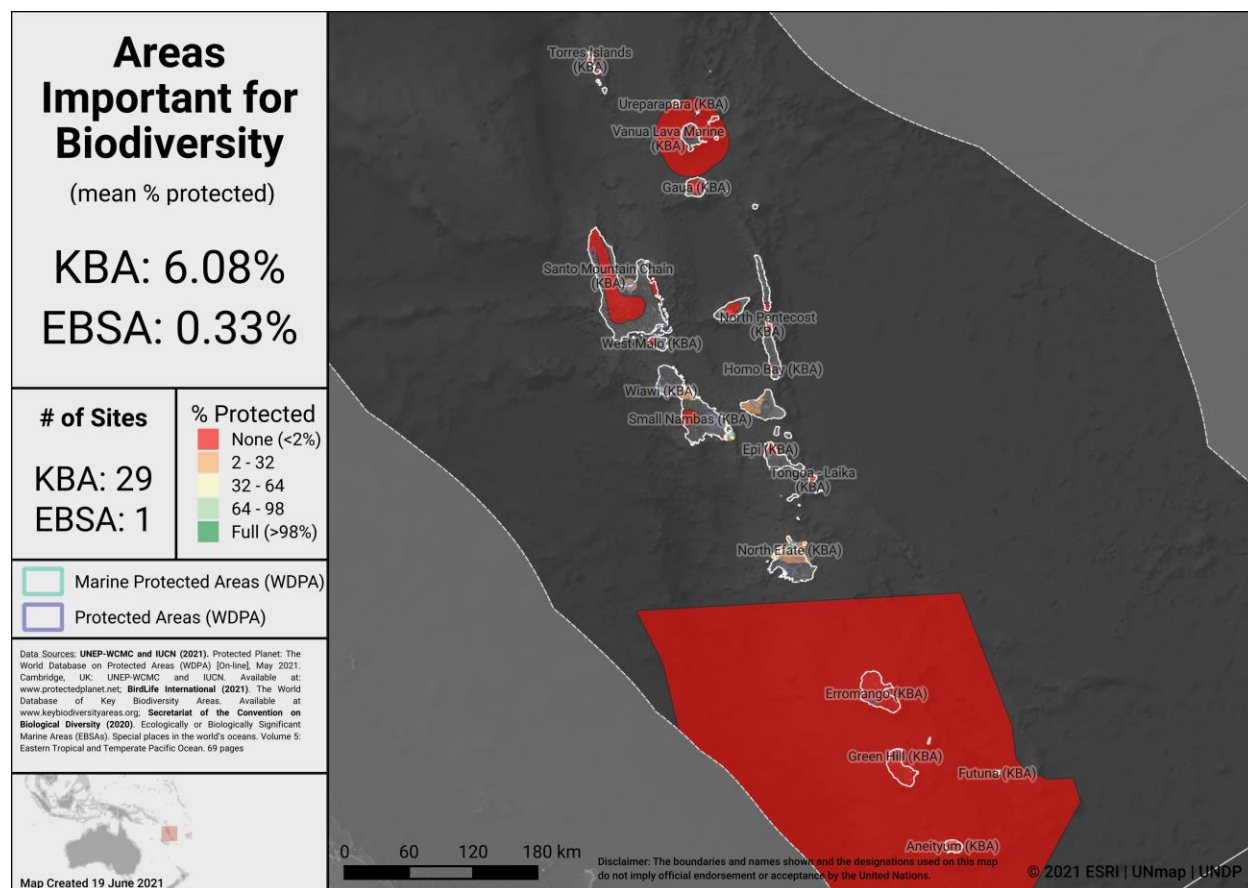 Areas
Important for
Biodiversity
(mean % protected)
KBA: 6.08%
EBSA: 0.33%
# of Sites
KBA: 29
EBSA: 1
% Protected
None (<2%)
2 - 32
32 - 64
64 - 98
Full (>98%)
Marine Protected Areas (WDPA)
Protected Areas (WDPA)
Data Sources: UNEP-WCMC and IUCN (2021). Protected Planet: The
World Database on Protected Areas (WDPA) [On-line], May 2021.
Cambridge, UK: UNEP-WCMC and IUCN. Available at:
www.protectedplanet.net; BirdLife International (2021). The World
Database of Key Biodiversity Areas. Available at
www.keybiodiversityareas.org; Secretariat of the Convention on
Biological Diversity (2020). Ecologically or Biologically Significant
Marine Areas (EBSAs). Special places in the world's oceans. Volume 5:
Eastern Tropical and Temperate Pacific Ocean. 69 pages
Map Created 19 June 2021
Torres Islands
(KBA)
Ureparapara (KBA)
Vanua Lava Marine
(KBA)
Gaua (KBA)
Santo Mountain Chain
(KBA)
North Pentecost
(KBA)
West Malo (KBA)
Homo Bay (KBA)
Wiawi (KBA)
Small Nambas (KBA)
Epi (KBA)
Tongoa - Laika
(KBA)
North Efate (KBA)
Erromango (KBA)
Green Hill (KBA)
Futuna (KBA)
Aneityum (KBA)
0 60 120 180 km
Disclaimer: The boundaries and names shown and the designations used on this map
do not imply official endorsement or acceptance by the United Nations.
© 2021 ESRI | UNmap | UNDP